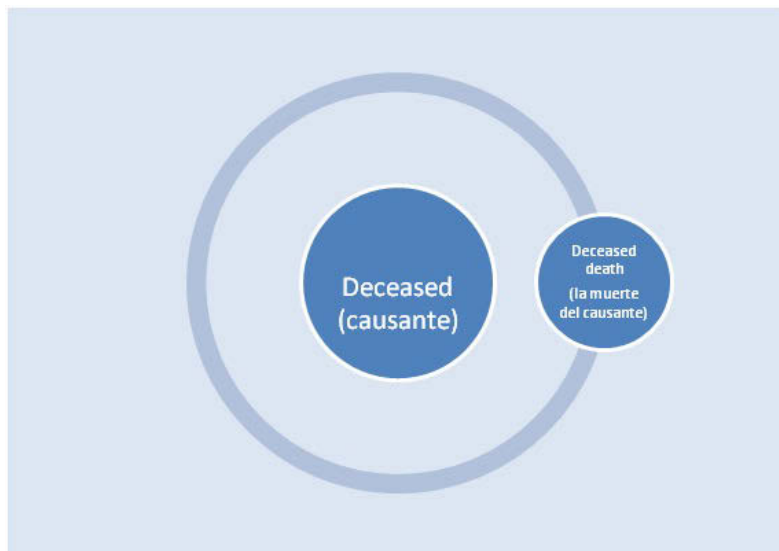 Deceased
(causante)
Deceased
death
(la muerte
del causante)